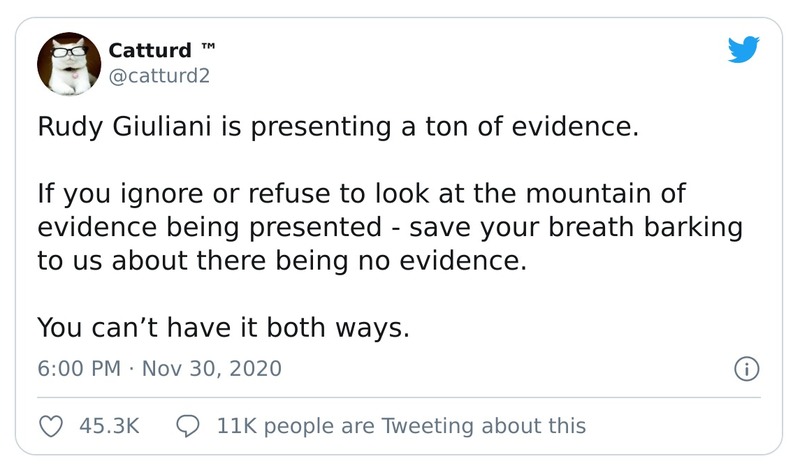 Catturd ™
@catturd2
Rudy Giuliani is presenting a ton of evidence.
If you ignore or refuse to look at the mountain of
evidence being presented - save your breath barking
to us about there being no evidence.
You can’t have it both ways.
6:00 PM · Nov 30, 2020
45.3K
11K people are Tweeting about this